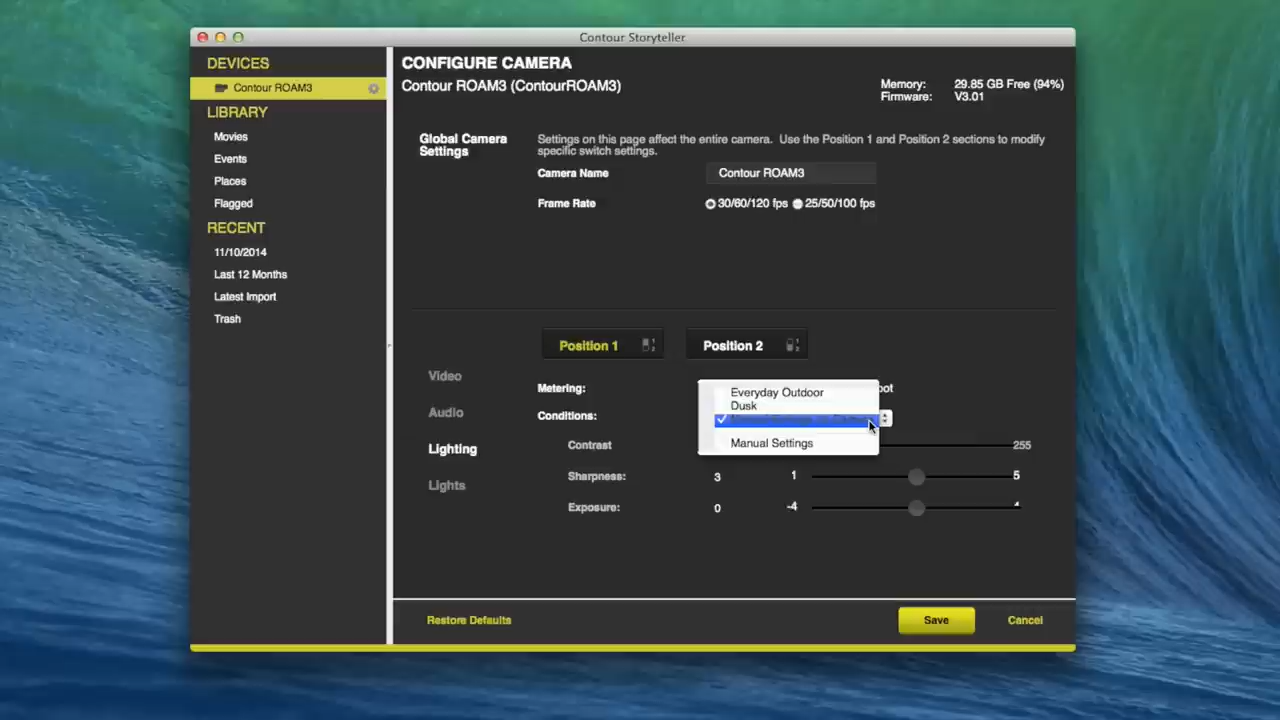 Contour Storyteller
DEVICES
Contour ROAM3
LIBRARY
Movies
Events
Places
Flagged
RECENT
11/10/2014
Last 12 Months
Latest Import
Trash
CONFIGURE CAMERA
Contour ROAM3 (ContourROAM3)
Memory: 29.85 GB Free (94%)
Firmware: V3.01
Global Camera Settings
Settings on this page affect the entire camera. Use the Position 1 and Position 2 sections to modify
specific switch settings.
Camera Name Contour ROAM3
Frame Rate 30/60/120 fps 25/50/100 fps
Position 1 Position 2
Video
Audio
Lighting
Lights
Metering:
Conditions:
Everyday Outdoor
Dusk
Manual Settings
Contrast 255
Sharpness: 3 1 5
Exposure: 0 -4
Restore Defaults Save Cancel